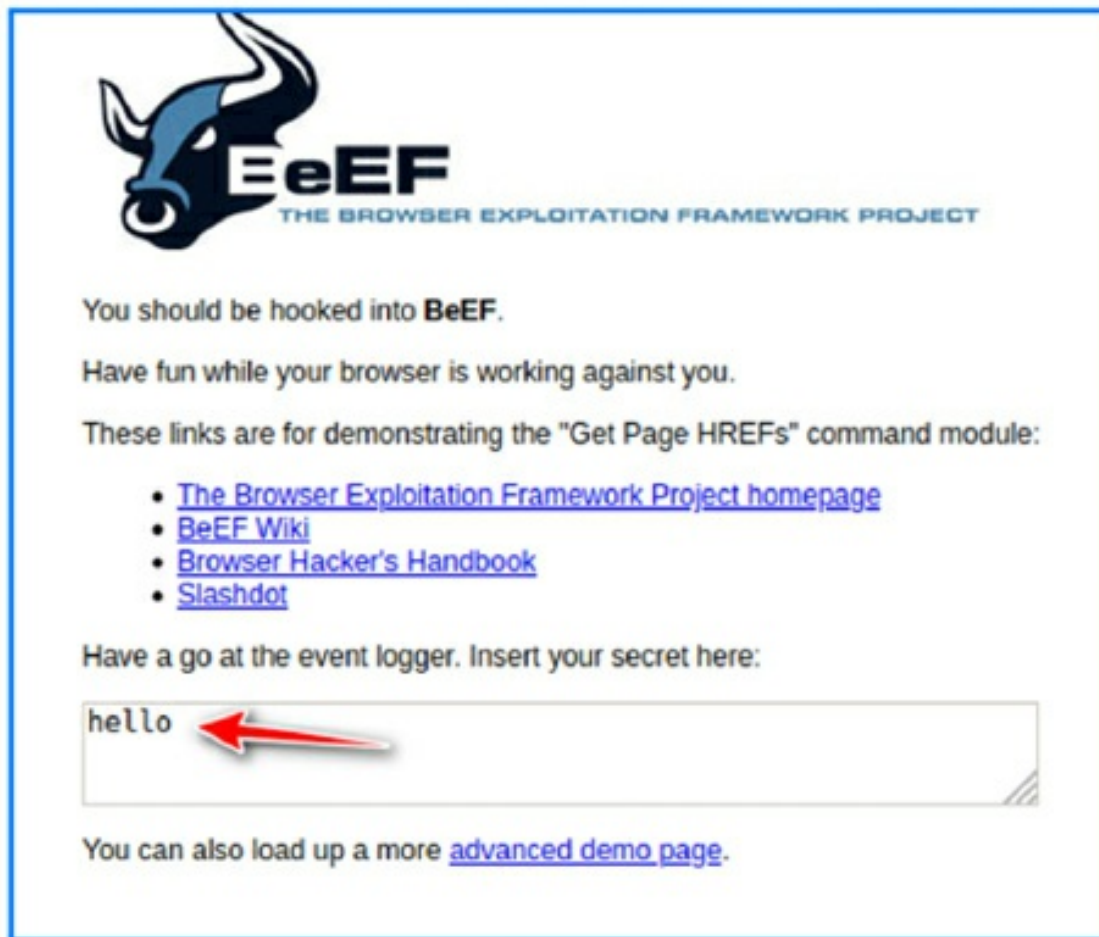 BeEF
THE BROWSER EXPLOITATION FRAMEWORK PROJECT
You should be hooked into BeEF.
Have fun while your browser is working against you.
These links are for demonstrating the "Get Page HREFs" command module:
• The Browser Exploitation Framework Project homepage
• BeEF Wiki
• Browser Hacker's Handbook
• Slashdot
Have a go at the event logger. Insert your secret here:
hello
You can also load up a more advanced demo page.